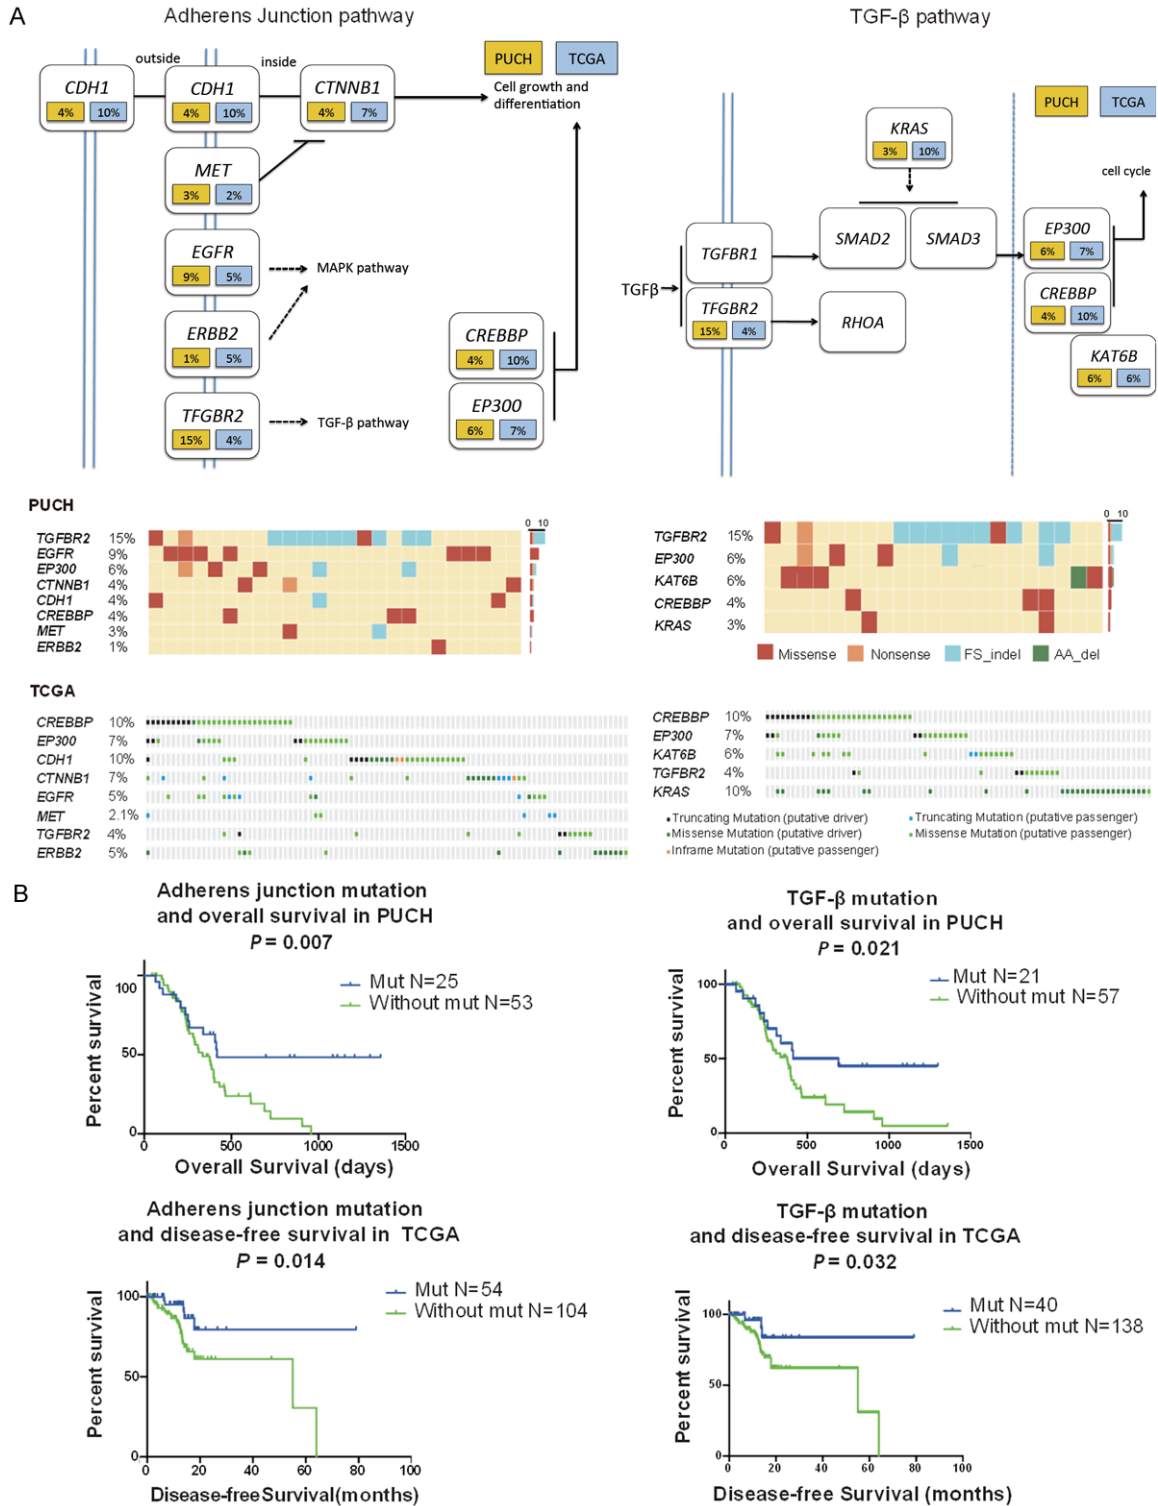 A
Adherens Junction pathway
outside
inside
CDH1
4% 10%
CDH1
4% 10%
CTNNB1
4% 7%
PUCH TCGA
Cell growth and
differentiation
MET
3% 2%
EGFR
9% 5%
MAPK pathway
ERBB2
1% 5%
TFGBR2
15% 4%
TGF-β pathway
CREBBP
4% 10%
EP300
6% 7%
TGF-β pathway
PUCH TCGA
KRAS
3% 10%
cell cycle
TGFβ
TGFBR1
TFGBR2
15% 4%
SMAD2
SMAD3
RHOA
EP300
6% 7%
CREBBP
4% 10%
KAT6B
6% 6%
PUCH
0 10
TGFBR2 15%
EGFR 9%
EP300 6%
CTNNB1 4%
CDH1 4%
CREBBP 4%
MET 3%
ERBB2 1%
0 10
TGFBR2 15%
EP300 6%
KAT6B 6%
CREBBP 4%
KRAS 3%
Missense Nonsense FS_indel AA_del
TCGA
CREBBP 10%
EP300 7%
CDH1 10%
CTNNB1 7%
EGFR 5%
MET 2.1%
TGFBR2 4%
ERBB2 5%
CREBBP 10%
EP300 7%
KAT6B 6%
TGFBR2 4%
KRAS 10%
Truncating Mutation (putative driver) Truncating Mutation (putative passenger)
Missense Mutation (putative driver) Missense Mutation (putative passenger)
Inframe Mutation (putative passenger)
B
Adherens junction mutation
and overall survival in PUCH
P = 0.007
Mut N=25
Without mut N=53
Percent survival
100
50
0
0 500 1000 1500
Overall Survival (days)
TGF-β mutation
and overall survival in PUCH
P = 0.021
Mut N=21
Without mut N=57
Percent survival
100
50
0
0 500 1000 1500
Overall Survival (days)
Adherens junction mutation
and disease-free survival in TCGA
P = 0.014
Mut N=54
Without mut N=104
Percent survival
100
50
0
0 20 40 60 80 100
Disease-free Survival(months)
TGF-β mutation
and disease-free survival in TCGA
P = 0.032
Mut N=40
Without mut N=138
Percent survival
100
50
0
0 20 40 60 80 100
Disease-free Survival (months)